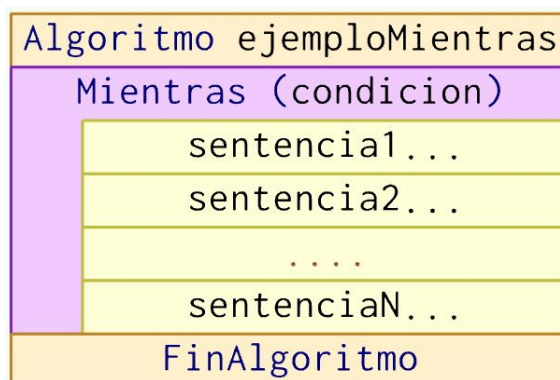 Algoritmo ejemploMientras
Mientras (condicion)
sentencia1...
sentencia2...
....
sentenciaN...
FinAlgoritmo